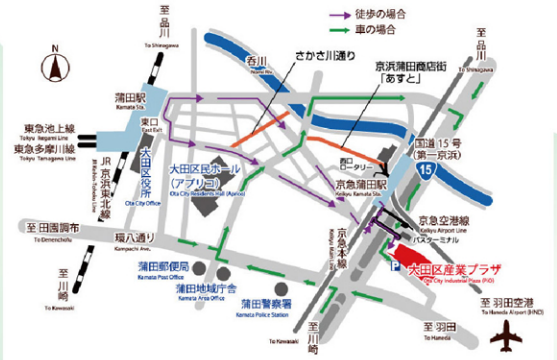 徒歩の場合
車の場合
至 品川
To Shinagawa
N
さかさ川通り
呑川
京浜蒲田商店街
「あすと」
至 品川
To Shinagawa
蒲田駅
Kamata Sta.
東口
East Exit
東急池上線
Tokyu Ikegami Line
東急多摩川線
Tokyu Tamagawa Line
JR 京浜東北線
大田区役所
Ota City Office
大田区民ホール
(アプリコ)
Ota City Residents Hall (Aprico)
国道 15 号
(第一京浜)
15
西口
ロータリー
京急蒲田駅
Keikyu Kamata Sta.
京急空港線
Keikyu Airport Line
バスターミナル
至 田園調布
To Denenchofu
環八通り
Kampachi Ave.
京急本線
Keikyu Main Line
P
大田区産業プラザ
Ota City Industrial Plaza (PiO)
蒲田郵便局
Kamata Post Office
蒲田地域庁舎
Kamata Area Office
蒲田警察署
Kamata Police Station
至 川崎
To Kawasaki
至 川崎
To Kawasaki
至 羽田
To Haneda
至 羽田空港
To Haneda Airport (HND)